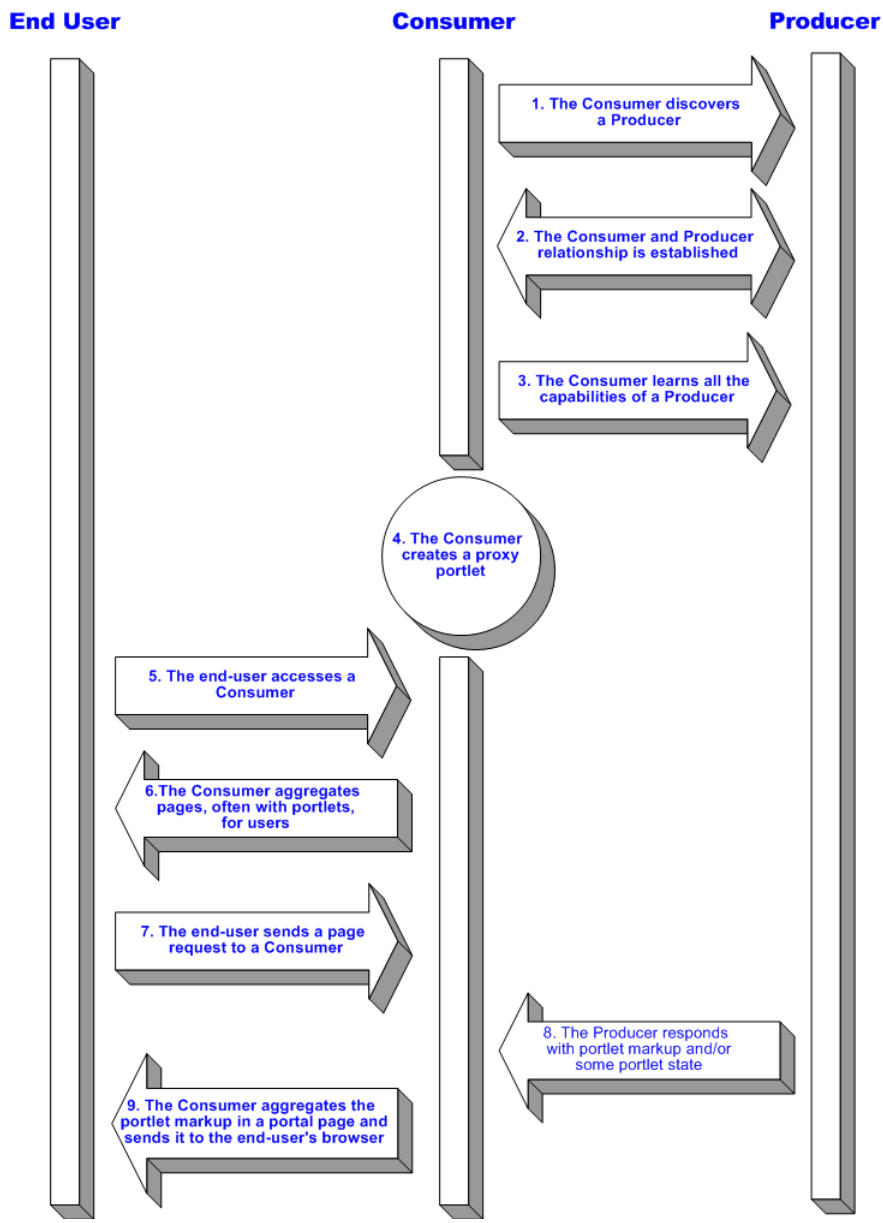 End User
Consumer
Producer
1. The Consumer discovers
a Producer
2. The Consumer and Producer
relationship is established
3. The Consumer learns all the
capabilities of a Producer
4. The Consumer
creates a proxy
portlet
5. The end-user accesses a
Consumer
6.The Consumer aggregates
pages, often with portlets,
for users
7. The end-user sends a page
request to a Consumer
8. The Producer responds
with portlet markup and/or
some portlet state
9. The Consumer aggregates the
portlet markup in a portal page and
sends it to the end-user's browser